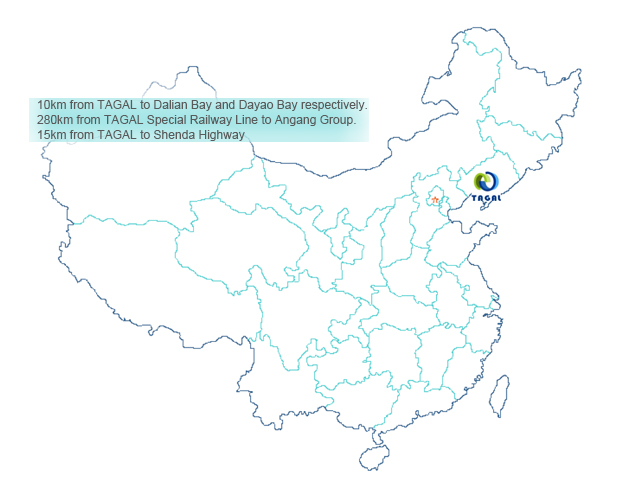 10km from TAGAL to Dalian Bay and Dayao Bay respectively.
280km from TAGAL Special Railway Line to Angang Group.
15km from TAGAL to Shenda Highway
TAGAL